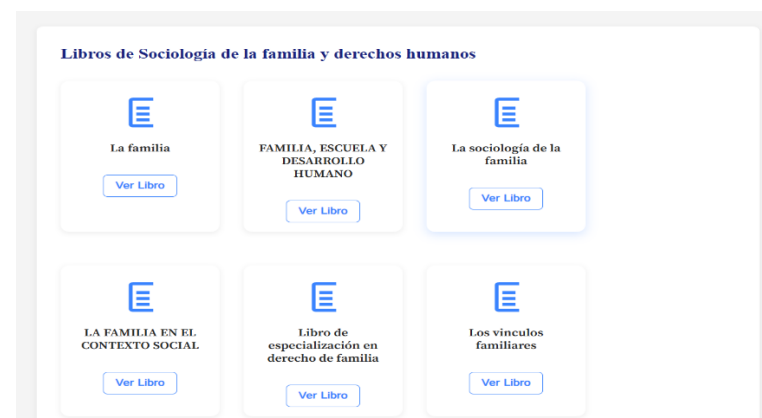 Libros de Sociología de la familia y derechos humanos
La familia
Ver Libro
FAMILIA, ESCUELA Y
DESARROLLO
HUMANO
Ver Libro
La sociología de la
familia
Ver Libro
LA FAMILIA EN EL
CONTEXTO SOCIAL
Ver Libro
Libro de
especialización en
derecho de familia
Ver Libro
Los vinculos
familiares
Ver Libro